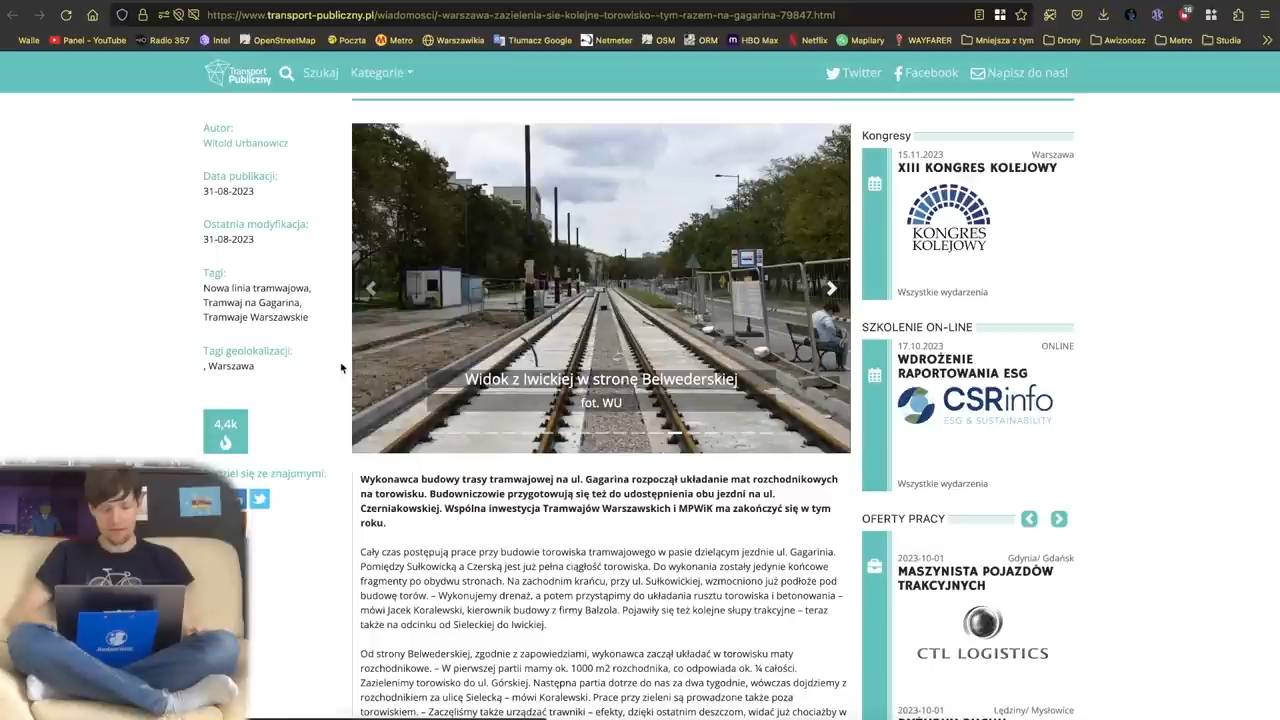 https://www.transport-publiczny.pl/wiadomosci/-warszawa-zazielenia-sie-kolejne-torowisko--tym-razem-na-gagarina-79847.html
16
Walle
Panel - YouTube
Radio 357
Intel
OpenStreetMap
Poczta
Metro
Warszawikia
Tłumacz Google
Netmeter
OSM
ORM
HBO Max
Netflix
Mapilary
WAYFARER
Mniejsza z tym
Drony
Awizonosz
Metro
Studia
Transport Publiczny
Szukaj
Kategorie
Twitter
Facebook
Napisz do nas!
Autor:
Witold Urbanowicz
Data publikacji:
31-08-2023
Ostatnia modyfikacja:
31-08-2023
Tagi:
Nowa linia tramwajowa,
Tramwaj na Gagarina,
Tramwaje Warszawskie
Tagi geolokalizacji:
, Warszawa
4,4k
się ze znajomymi:
Widok z Iwickiej w stronę Belwederskiej
fot. WU
Wykonawca budowy trasy tramwajowej na ul. Gagarina rozpoczął układanie mat rozchodnikowych
na torowisku. Budowniczowie przygotowują się też do udostępnienia obu jezdni na ul.
Czerniakowskiej. Wspólna inwestycja Tramwajów Warszawskich i MPWiK ma zakończyć się w tym
roku.
Cały czas postępują prace przy budowie torowiska tramwajowego w pasie dzielącym jezdnie ul. Gagarina.
Pomiędzy Sułkowicką a Czerską jest już pełna ciągłość torowiska. Do wykonania zostały jedynie końcowe
fragmenty po obydwu stronach. Na zachodnim krańcu, przy ul. Sułkowickiej, wzmocniono już podłoże pod
budowę torów. – Wykonujemy drenaż, a potem przystąpimy do układania rusztu torowiska i betonowania –
mówi Jacek Koralewski, kierownik budowy z firmy Balzola. Pojawiły się też kolejne słupy trakcyjne – teraz
także na odcinku od Sieleckiej do Iwickiej.
Od strony Belwederskiej, zgodnie z zapowiedziami, wykonawca zaczął układać w torowisku maty
rozchodnikowe. – W pierwszej partii mamy ok. 1000 m2 rozchodnika, co odpowiada ok. ¼ całości.
Zazielenimy torowisko do ul. Górskiej. Następna partia dotrze do nas za dwa tygodnie, wówczas dojdziemy z
rozchodnikiem za ulicę Sielecką – mówi Koralewski. Prace przy zieleni są prowadzone także poza
torowiskiem. – Zaczęliśmy także urządzać trawniki – efekty, dzięki ostatnim deszczom, widać już chociażby w
Kongresy
15.11.2023 Warszawa
XIII KONGRES KOLEJOWY
KONGRES
KOLEJOWY
Wszystkie wydarzenia
SZKOLENIE ON-LINE
17.10.2023 ONLINE
WDROŻENIE
RAPORTOWANIA ESG
CSRinfo
ESG & SUSTAINABILITY
Wszystkie wydarzenia
OFERTY PRACY
2023-10-01 Gdynia/ Gdańsk
MASZYNISTA POJAZDÓW
TRAKCYJNYCH
CTL LOGISTICS
2023-10-01 Lędziny/ Mysłowice